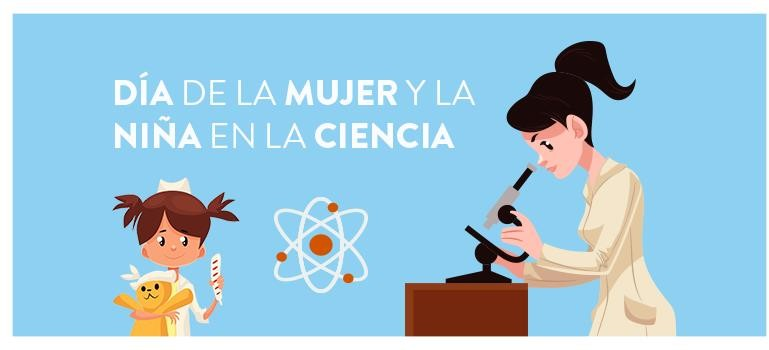 DÍA DE LA MUJER Y LA
NIÑA EN LA CIENCIA